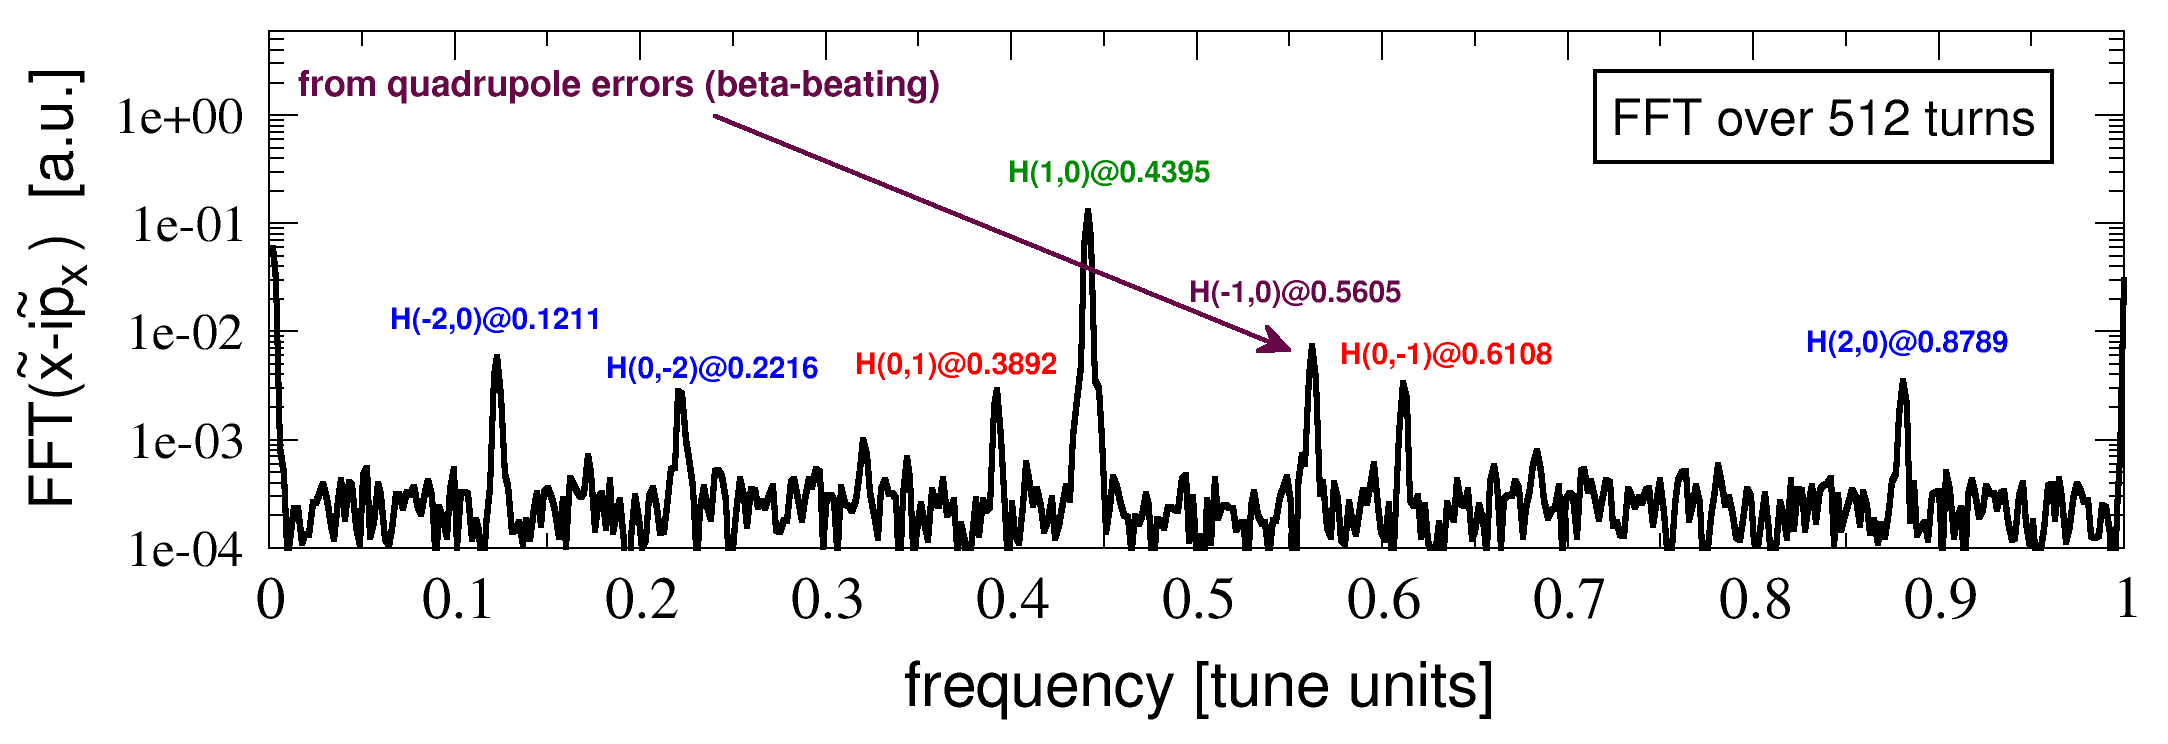 from quadrupole errors (beta-beating)
FFT over 512 turns
H(1,0)@0.4395
H(-1,0)@0.5605
H(-2,0)@0.1211
H(0,-2)@0.2216
H(0,1)@0.3892
H(0,-1)@0.6108
H(2,0)@0.8789
FFT(x̃-ip̃ₓ) [a.u.]
1e+00
1e-01
1e-02
1e-03
1e-04
0 0.1 0.2 0.3 0.4 0.5 0.6 0.7 0.8 0.9 1
frequency [tune units]